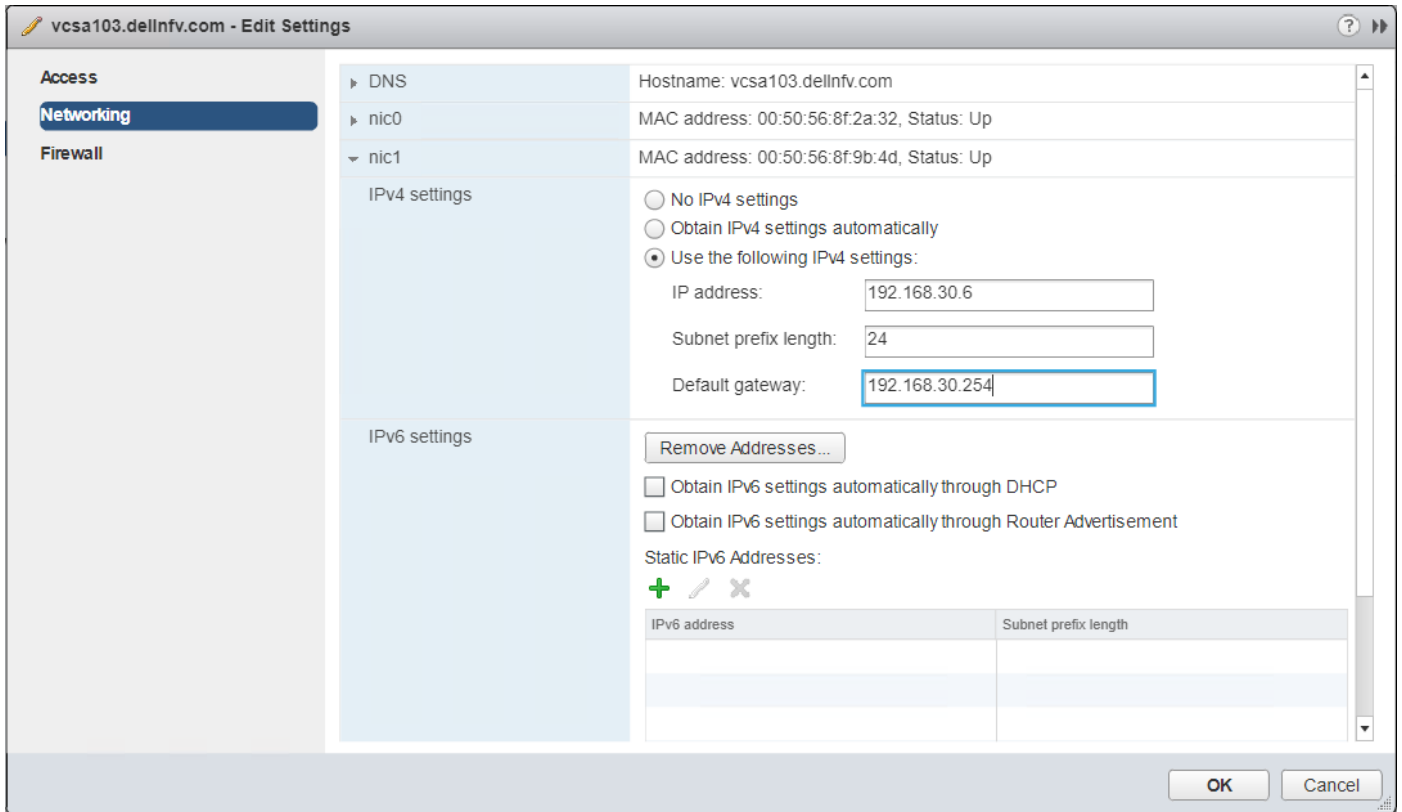 vcsa103.dellnfv.com - Edit Settings
?
Access
Networking
Firewall
DNS
Hostname: vcsa103.dellnfv.com
nic0
MAC address: 00:50:56:8f:2a:32, Status: Up
nic1
MAC address: 00:50:56:8f:9b:4d, Status: Up
IPv4 settings
No IPv4 settings
Obtain IPv4 settings automatically
Use the following IPv4 settings:
IP address: 192.168.30.6
Subnet prefix length: 24
Default gateway: 192.168.30.254
IPv6 settings
Remove Addresses...
Obtain IPv6 settings automatically through DHCP
Obtain IPv6 settings automatically through Router Advertisement
Static IPv6 Addresses:
IPv6 address Subnet prefix length
OK Cancel